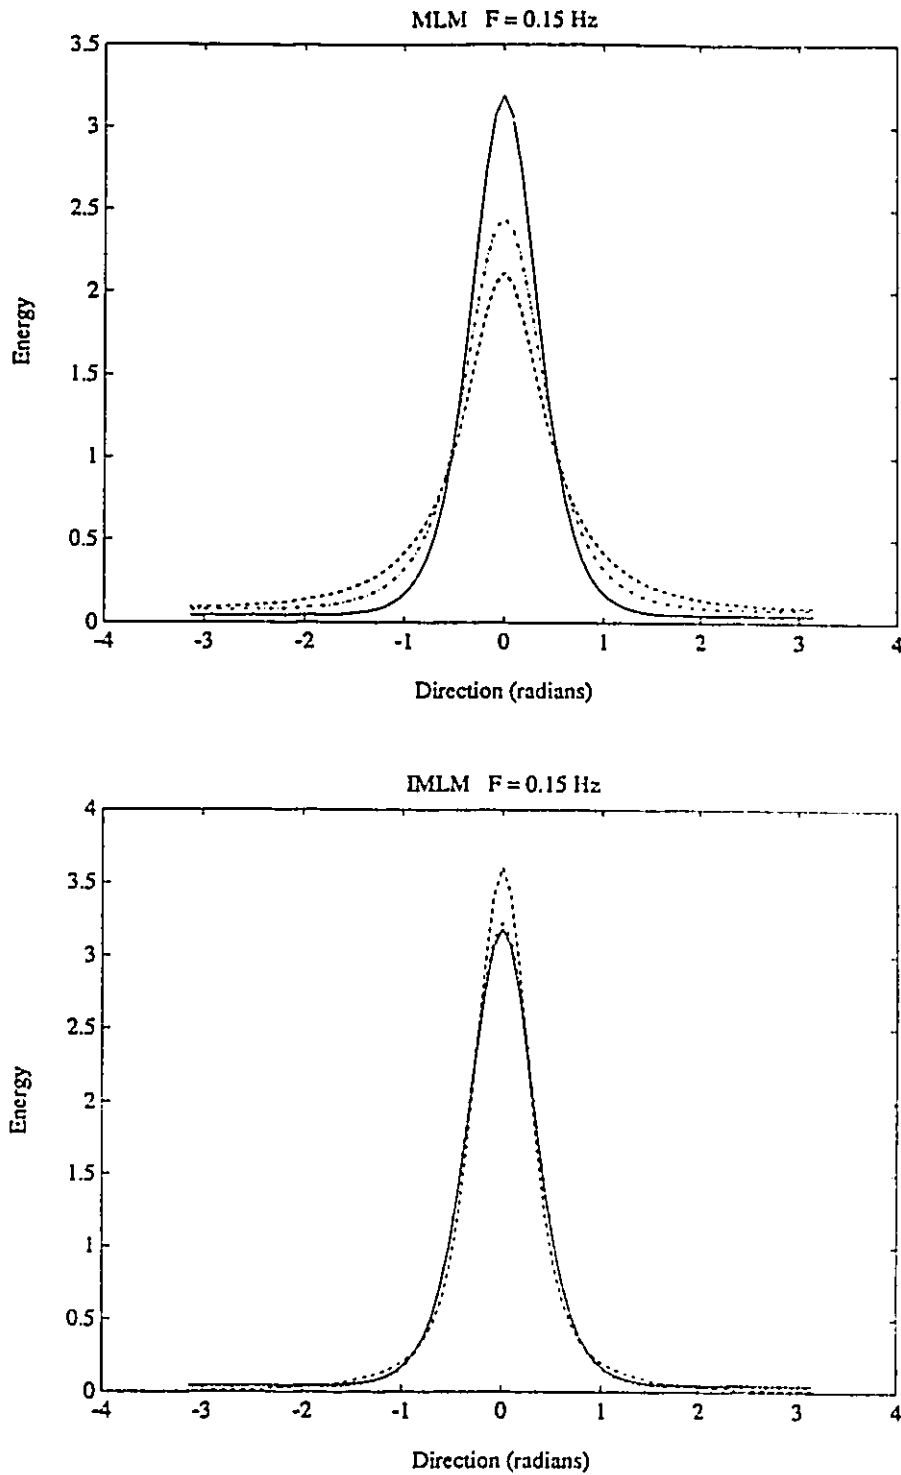 MLM F = 0.15 Hz
3.5
3
2.5
2
1.5
1
0.5
0
Energy
-4 -3 -2 -1 0 1 2 3 4
Direction (radians)
IMLM F = 0.15 Hz
4
3.5
3
2.5
2
1.5
1
0.5
0
Energy
-4 -3 -2 -1 0 1 2 3 4
Direction (radians)